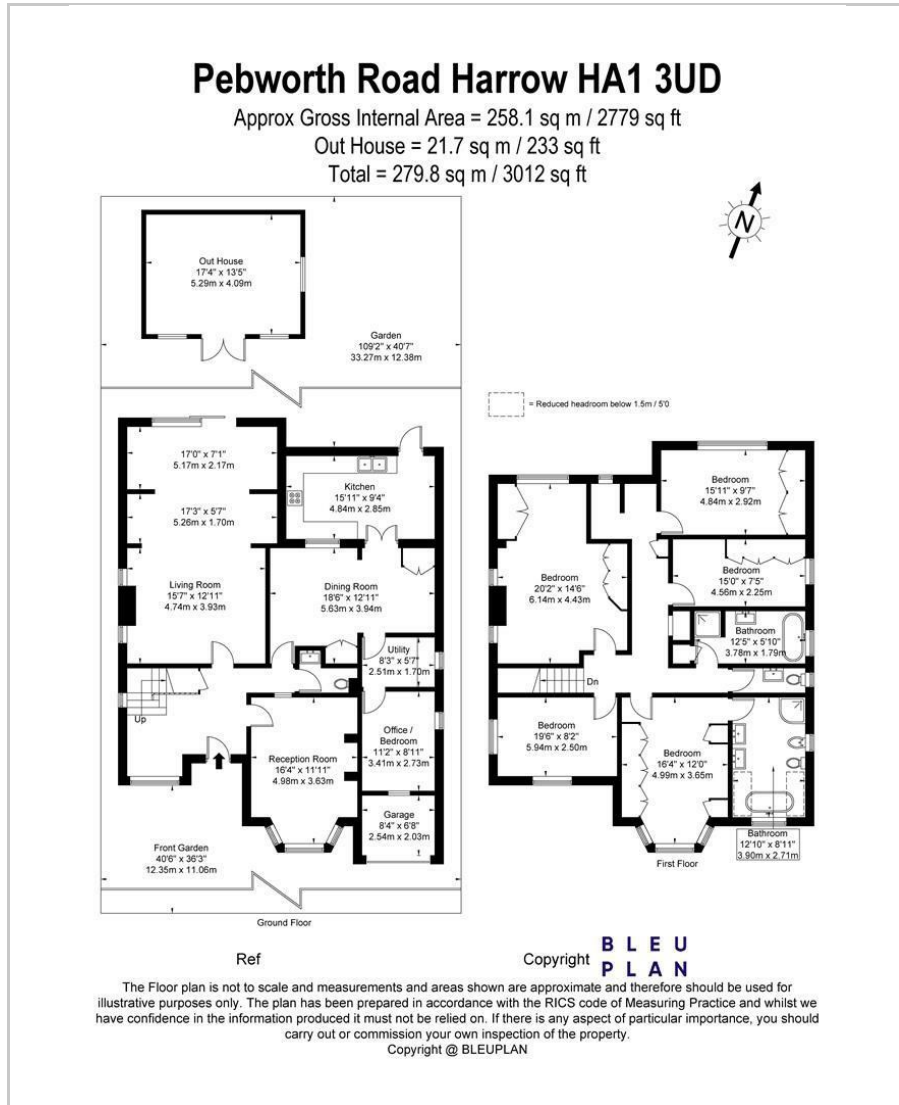 Pebworth Road Harrow HA1 3UD
Approx Gross Internal Area = 258.1 sq m / 2779 sq ft
Out House = 21.7 sq m / 233 sq ft
Total = 279.8 sq m / 3012 sq ft
N
Out House
17'4" x 13'5"
5.29m x 4.09m
Garden
109'2" x 40'7"
33.27m x 12.38m
= Reduced headroom below 1.5m / 5'0
17'0" x 7'1"
5.17m x 2.17m
17'3" x 5'7"
5.26m x 1.70m
Kitchen
15'11" x 9'4"
4.84m x 2.85m
Living Room
15'7" x 12'11"
4.74m x 3.93m
Dining Room
18'6" x 12'11"
5.63m x 3.94m
Utility
8'3" x 5'7"
2.51m x 1.70m
Up
Office /
Bedroom
11'2" x 8'11"
3.41m x 2.73m
Reception Room
16'4" x 11'11"
4.98m x 3.63m
Garage
8'4" x 6'8"
2.54m x 2.03m
Front Garden
40'6" x 36'3"
12.35m x 11.06m
Ground Floor
Bedroom
15'11" x 9'7"
4.84m x 2.92m
Bedroom
20'2" x 14'6"
6.14m x 4.43m
Bedroom
15'0" x 7'5"
4.56m x 2.25m
Bathroom
12'5" x 5'10"
3.78m x 1.79m
Dn
Bedroom
19'6" x 8'2"
5.94m x 2.50m
Bedroom
16'4" x 12'0"
4.99m x 3.65m
Bathroom
12'10" x 8'11"
3.90m x 2.71m
First Floor
Ref
Copyright
BLEU
PLAN
The Floor plan is not to scale and measurements and areas shown are approximate and therefore should be used for
illustrative purposes only. The plan has been prepared in accordance with the RICS code of Measuring Practice and whilst we
have confidence in the information produced it must not be relied on. If there is any aspect of particular importance, you should
carry out or commission your own inspection of the property.
Copyright @ BLEUPLAN